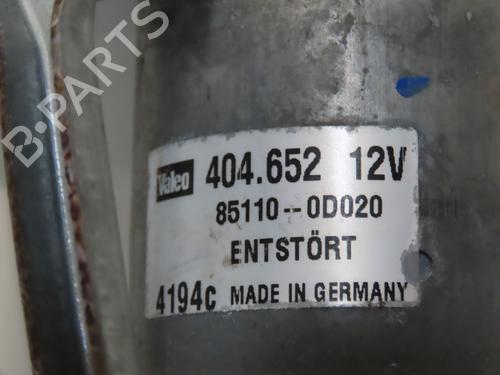 B-PARTS
Valeo 404.652 12V
85110--0D020
ENTSTÖRT
4194c MADE IN GERMANY